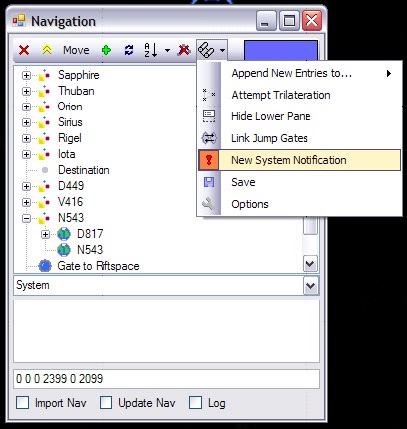 Navigation
Move
Append New Entries to...
Attempt Trilateration
Hide Lower Pane
Link Jump Gates
New System Notification
Save
Options
Sapphire
Thuban
Orion
Sirius
Rigel
Iota
Destination
D449
V416
N543
D817
N543
Gate to Riftspace
System
0 0 0 2399 0 2099
Import Nav
Update Nav
Log